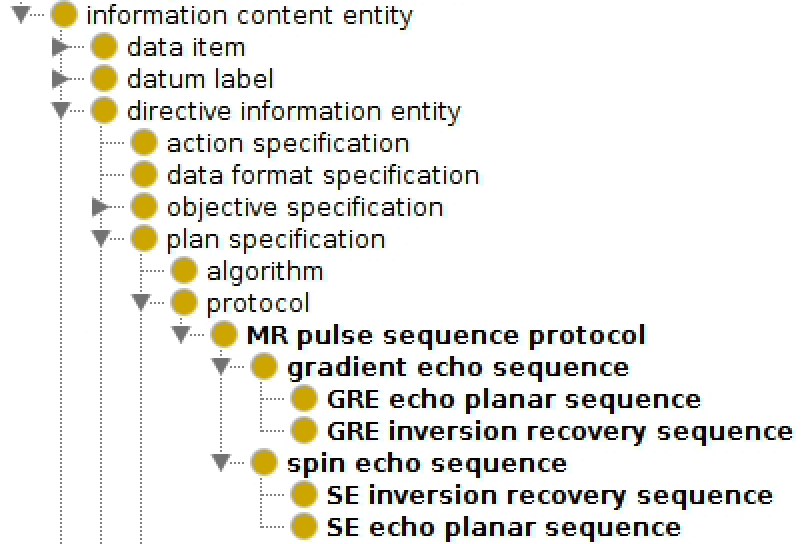 information content entity
data item
datum label
directive information entity
action specification
data format specification
objective specification
plan specification
algorithm
protocol
MR pulse sequence protocol
gradient echo sequence
GRE echo planar sequence
GRE inversion recovery sequence
spin echo sequence
SE inversion recovery sequence
SE echo planar sequence